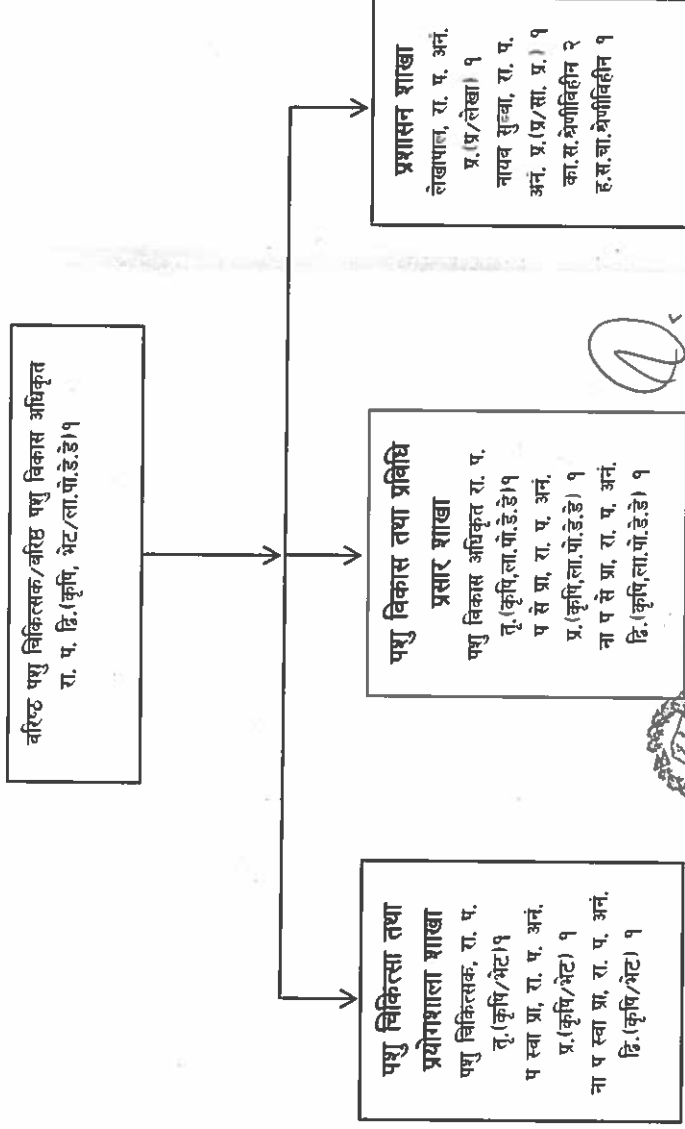 वरिष्ठ पशु चिकित्सक/वरिष्ठ पशु विकास अधिकृत
रा. प. द्वि.(कृषि, भेट/ला.पो.डे.डे)१
पशु चिकित्सा तथा
प्रयोगशाला शाखा
पशु चिकित्सक, रा. प.
तृ.(कृषि/भेट)१
प स्वा प्रा, रा. प. अनं.
प्र.(कृषि/भेट) १
ना प स्वा प्रा, रा. प. अनं.
द्वि.(कृषि/भेट) १
पशु विकास तथा प्रविधि
प्रसार शाखा
पशु विकास अधिकृत रा. प.
तृ.(कृषि,ला.पो.डे.डे)१
प से प्रा, रा. प. अनं.
प्र.(कृषि,ला.पो.डे.डे) १
ना प से प्रा, रा. प. अनं.
द्वि.(कृषि,ला.पो.डे.डे) १
प्रशासन शाखा
लेखापाल, रा. प. अनं.
प्र.(प्र/लेखा) १
नायव सुब्बा, रा. प.
अनं. प्र.(प्र/सा. प्र.) १
का.स.श्रेणीविहीन २
ह.स.चा.श्रेणीविहीन १